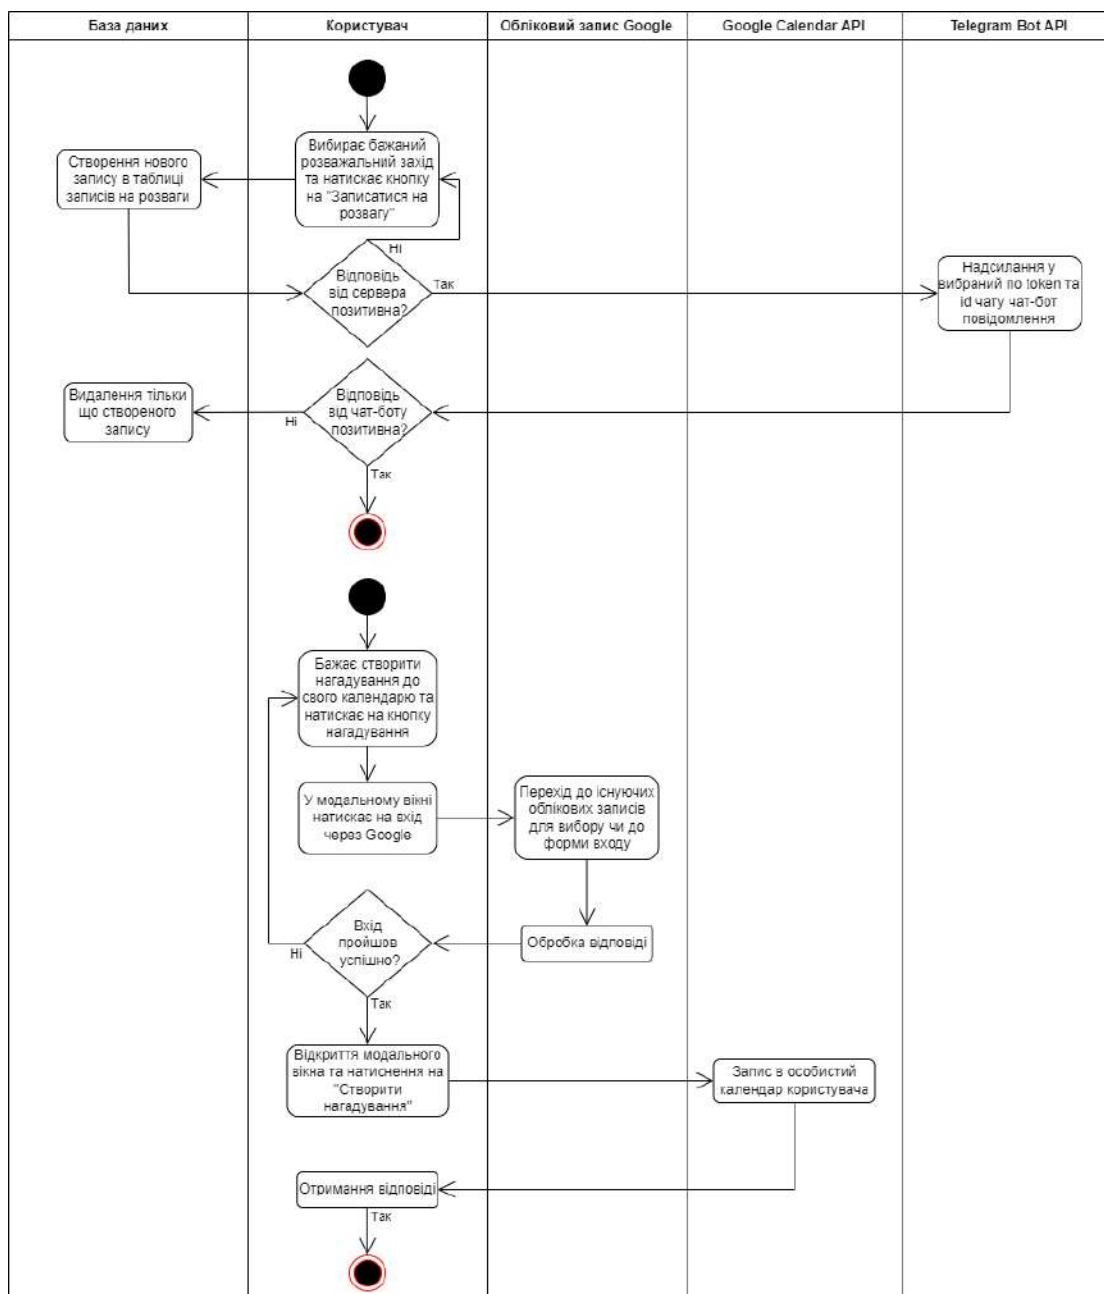 База даних
Користувач
Обліковий запис Google
Google Calendar API
Telegram Bot API
Вибирає бажаний
розважальний захід
та натискає кнопку
на "Записатися на
розвагу"
Створення нового
запису в таблиці
записів на розваги
Ні
Відповідь
від сервера
позитивна?
Так
Надсилання у
вибраний по token та
id чату чат-бот
повідомлення
Видалення тільки
що створеного
запису
Ні
Відповідь
від чат-боту
позитивна?
Так
Бажає створити
нагадування до
свого календарю та
натискає на кнопку
нагадування
У модальному вікні
натискає на вхід
через Google
Перехід до існуючих
облікових записів
для вибору чи до
форми входу
Вхід
пройшов
успішно?
Ні
Обробка відповіді
Так
Відкриття модального
вікна та натиснення на
"Створити
нагадування"
Запис в особистий
календар користувача
Отримання відповіді
Так